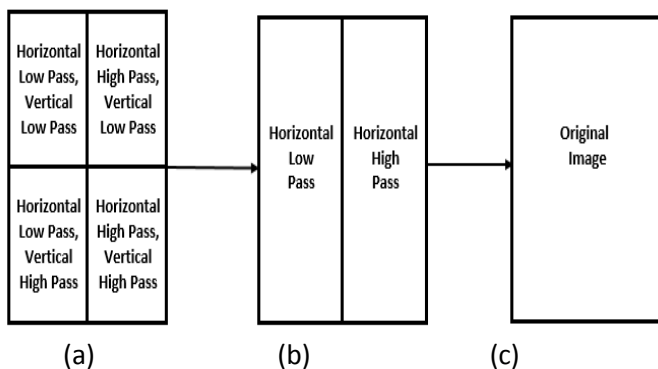 Horizontal
Low Pass,
Vertical
Low Pass
Horizontal
High Pass,
Vertical
Low Pass
Horizontal
Low Pass,
Vertical
High Pass
Horizontal
High Pass,
Vertical
High Pass
Horizontal
Low
Pass
Horizontal
High
Pass
Original
Image
(a)
(b)
(c)